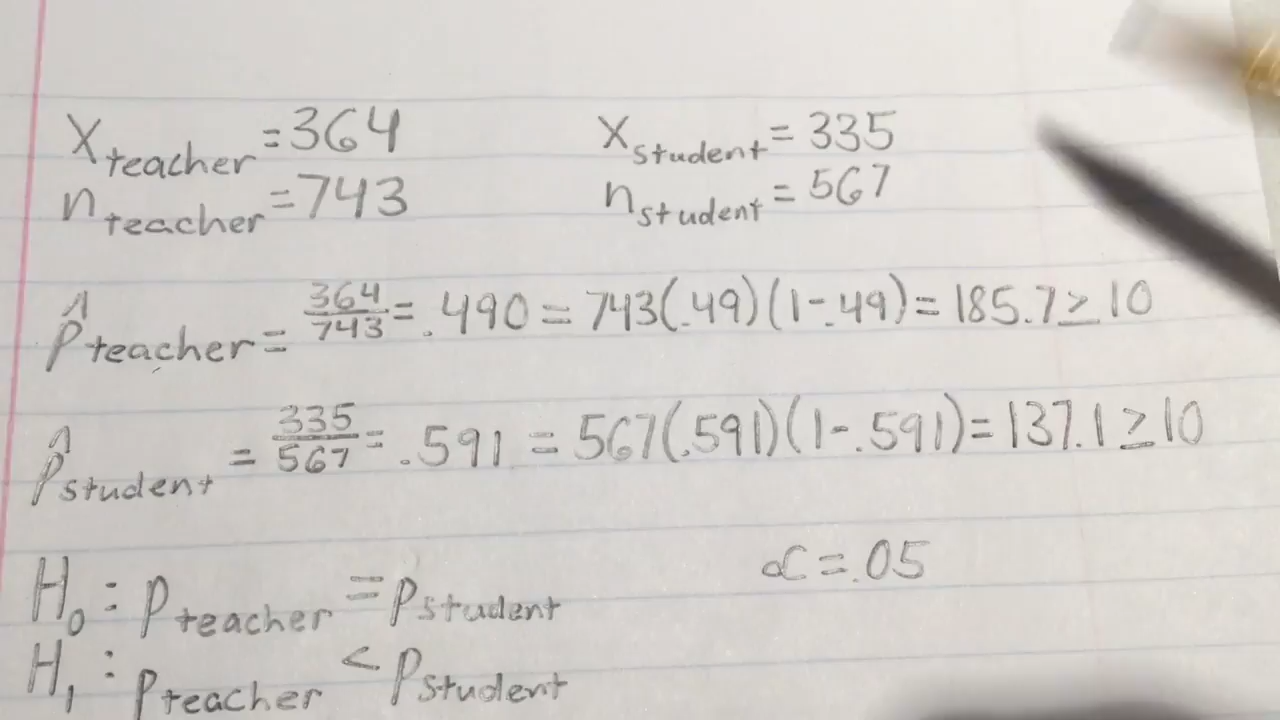 X teacher = 364 X student = 335
n teacher = 743 n student = 567
p̂ teacher = 364/743 = .490 = 743(.49)(1-.49) = 185.7 ≥ 10
p̂ student = 335/567 = .591 = 567(.591)(1-.591) = 137.1 ≥ 10
α = .05
H₀ : p teacher = p student
H₁ : p teacher < p student